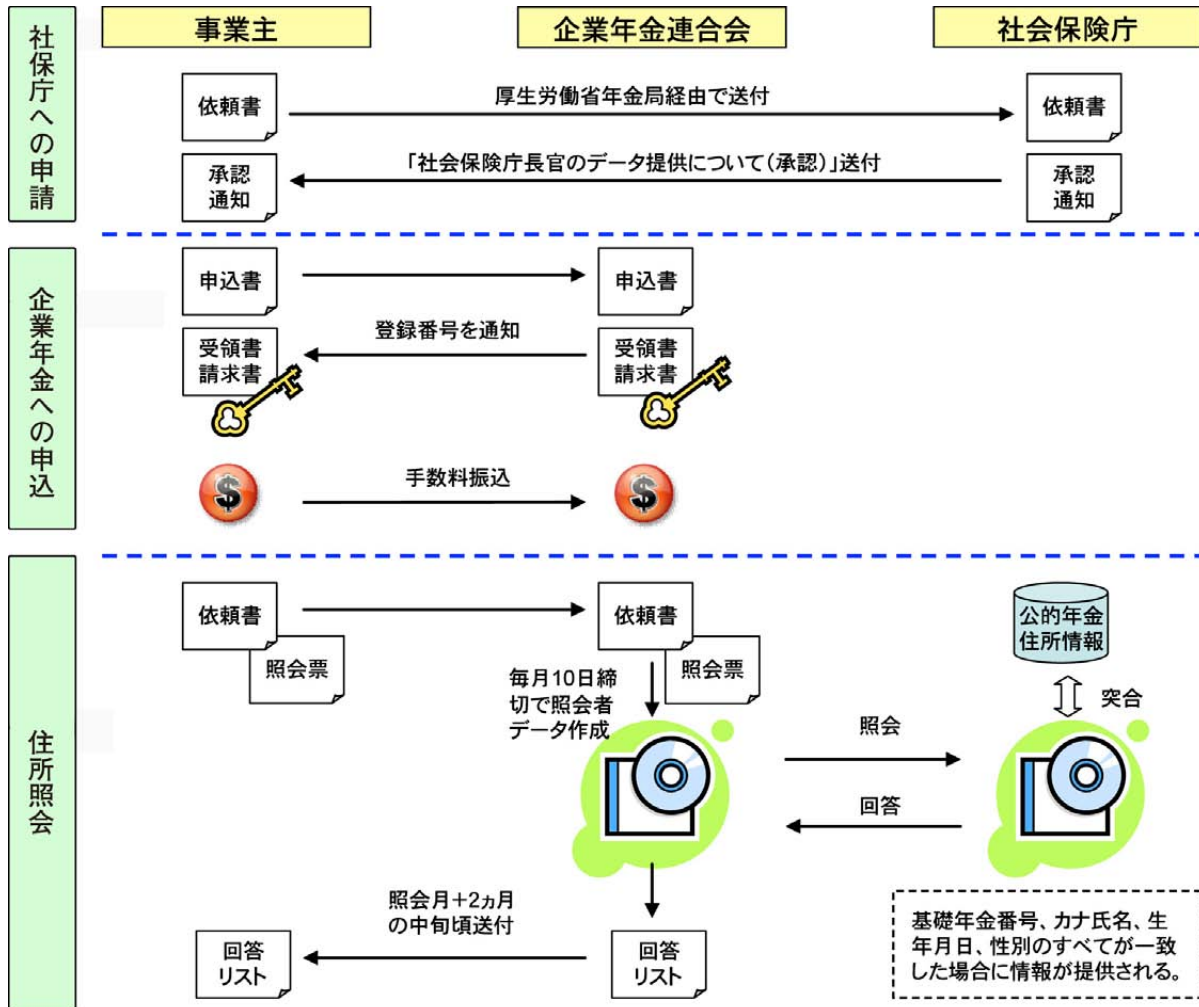 社保庁への申請
事業主
企業年金連合会
社会保険庁
依頼書
厚生労働省年金局経由で送付
依頼書
承認
通知
「社会保険庁長官のデータ提供について(承認)」送付
承認
通知
企業年金への申込
申込書
申込書
受領書
請求書
登録番号を通知
受領書
請求書
$
手数料振込
$
住所照会
依頼書
照会票
依頼書
照会票
毎月10日締
切で照会者
データ作成
公的年金
住所情報
突合
照会
回答
照会月+2ヵ月
の中旬頃送付
回答
リスト
回答
リスト
基礎年金番号、カナ氏名、生
年月日、性別のすべてが一致
した場合に情報が提供される。